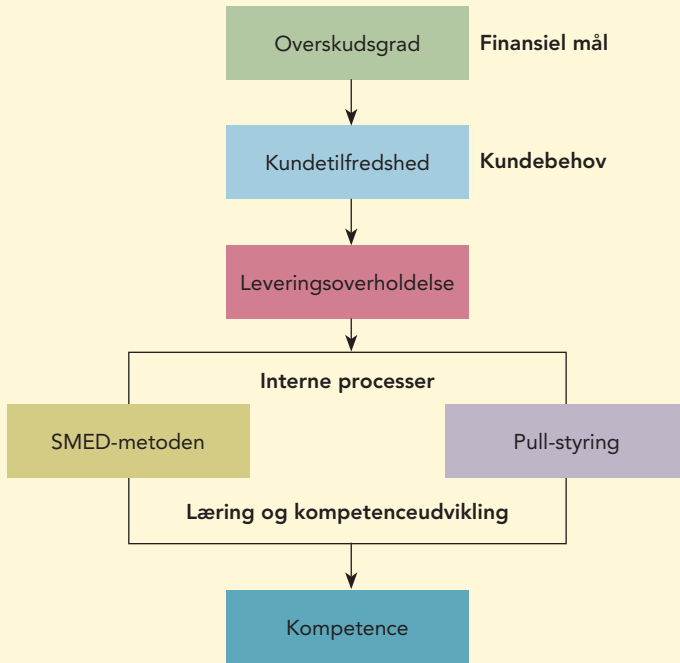 Overskudsgrad
Finansiel mål
Kundetilfredshed
Kundebehov
Leveringsoverholdelse
Interne processer
SMED-metoden
Pull-styring
Læring og kompetenceudvikling
Kompetence